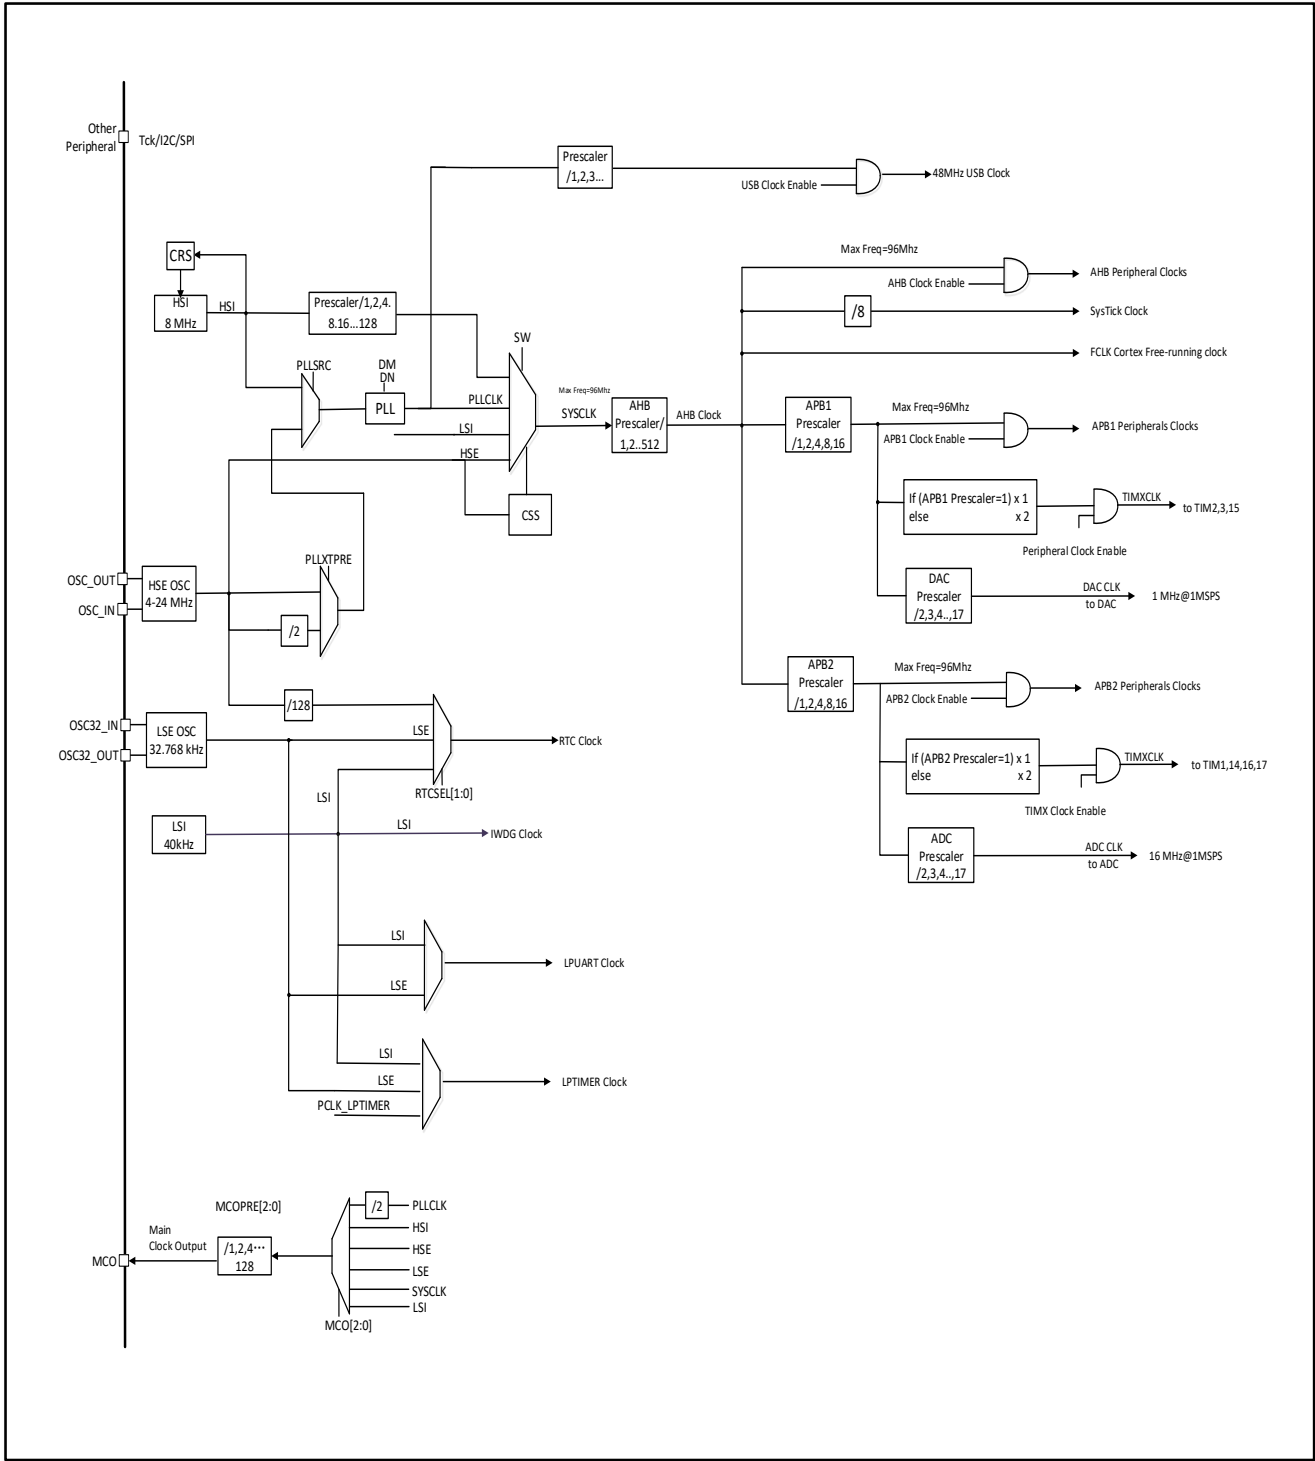 Other
Peripheral
Tck/I2C/SPI
Prescaler
/1,2,3...
USB Clock Enable
48MHz USB Clock
CRS
HSI
8 MHz
HSI
Prescaler/1,2,4.
8.16...128
Max Freq=96Mhz
AHB Clock Enable
AHB Peripheral Clocks
/8
SysTick Clock
FCLK Cortex Free-running clock
SW
PLLSRC
DM
DN
PLL
PLLCLK
LSI
HSE
CSS
Max Freq=96Mhz
SYSCLK
AHB
Prescaler/
1,2..512
AHB Clock
APB1
Prescaler
/1,2,4,8,16
Max Freq=96Mhz
APB1 Clock Enable
APB1 Peripherals Clocks
If (APB1 Prescaler=1) x 1
else x 2
TIMXCLK
to TIM2,3,15
Peripheral Clock Enable
DAC
Prescaler
/2,3,4..,17
DAC CLK
to DAC
1 MHz@1MSPS
OSC_OUT
OSC_IN
HSE OSC
4-24 MHz
PLLXTPRE
/2
APB2
Prescaler
/1,2,4,8,16
Max Freq=96Mhz
APB2 Clock Enable
APB2 Peripherals Clocks
/128
OSC32_IN
OSC32_OUT
LSE OSC
32.768 kHz
LSE
RTC Clock
RTCSEL[1:0]
If (APB2 Prescaler=1) x 1
else x 2
TIMXCLK
to TIM1,14,16,17
TIMX Clock Enable
LSI
LSI
40kHz
LSI
IWDG Clock
ADC
Prescaler
/2,3,4..,17
ADC CLK
to ADC
16 MHz@1MSPS
LSI
LSE
LPUART Clock
LSI
LSE
PCLK_LPTIMER
LPTIMER Clock
MCOPRE[2:0]
Main
Clock Output
MCO
/1,2,4···
128
/2
PLLCLK
HSI
HSE
LSE
SYSCLK
LSI
MCO[2:0]